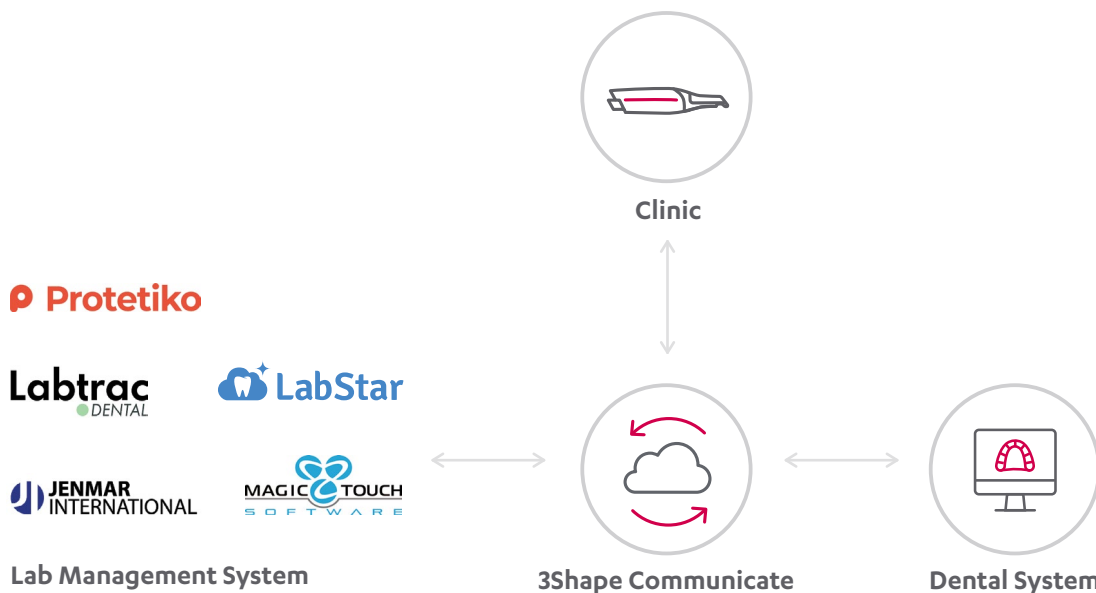 Clinic
Protetiko
Labtrac
DENTAL
LabStar
JENMAR
INTERNATIONAL
MAGIC TOUCH
SOFTWARE
Lab Management System
3Shape Communicate
Dental System